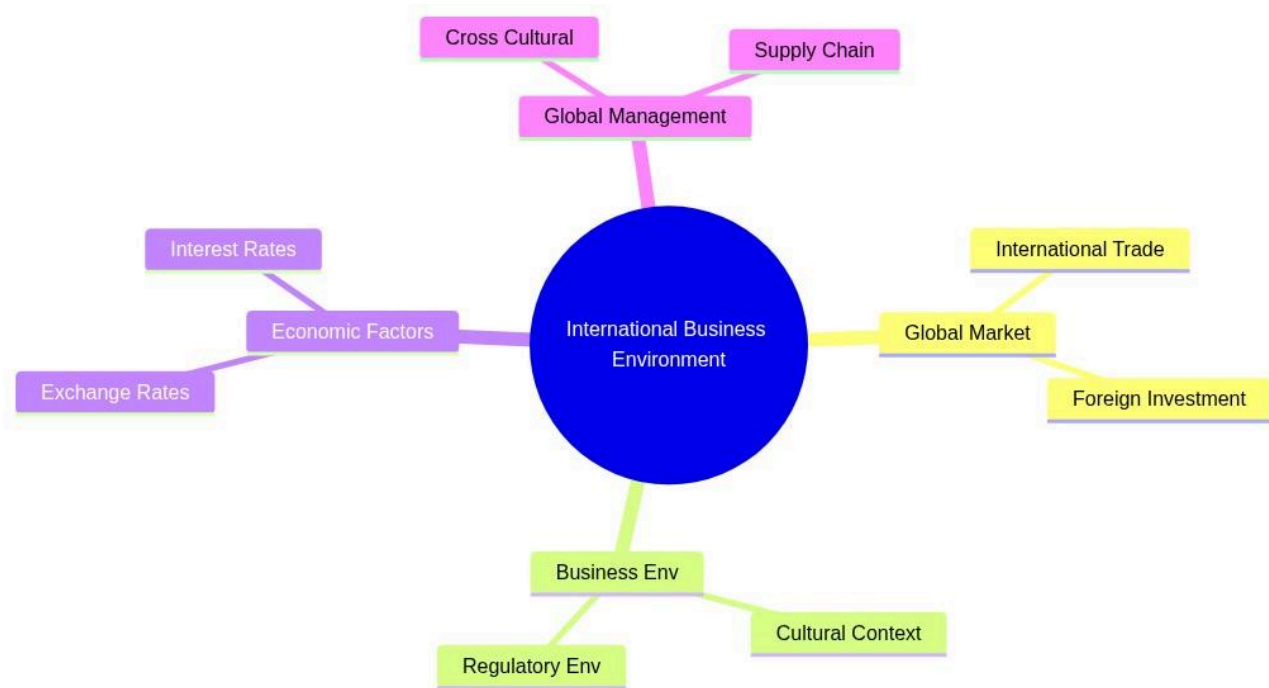 Cross Cultural
Supply Chain
Global Management
Interest Rates
International Trade
Economic Factors
International Business
Environment
Global Market
Exchange Rates
Foreign Investment
Business Env
Cultural Context
Regulatory Env